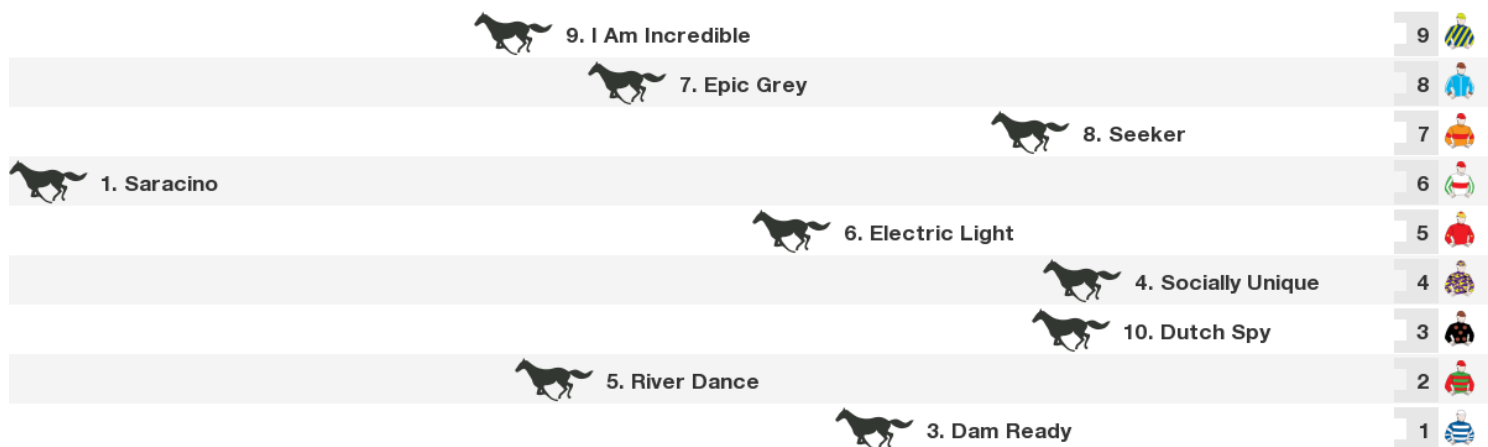 9. I Am Incredible 9
7. Epic Grey 8
8. Seeker 7
1. Saracino 6
6. Electric Light 5
4. Socially Unique 4
10. Dutch Spy 3
5. River Dance 2
3. Dam Ready 1